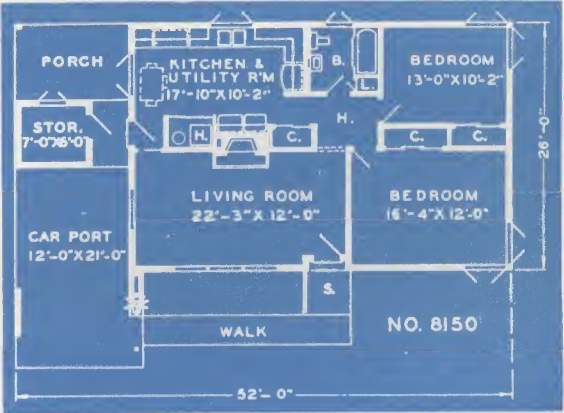 PORCH
KITCHEN &
UTILITY R'M
17'-10"X10'-2"
B.
L.
BEDROOM
13'-0"X10'-2"
STOR.
7'-0"X6'-0"
H.
C.
H.
C.
C.
26'-0"
LIVING ROOM
22'-3"X 12'-0"
BEDROOM
16'-4"X 12'-0"
CAR PORT
12'-0"X21'-0"
S.
WALK
NO. 8150
52'- 0"